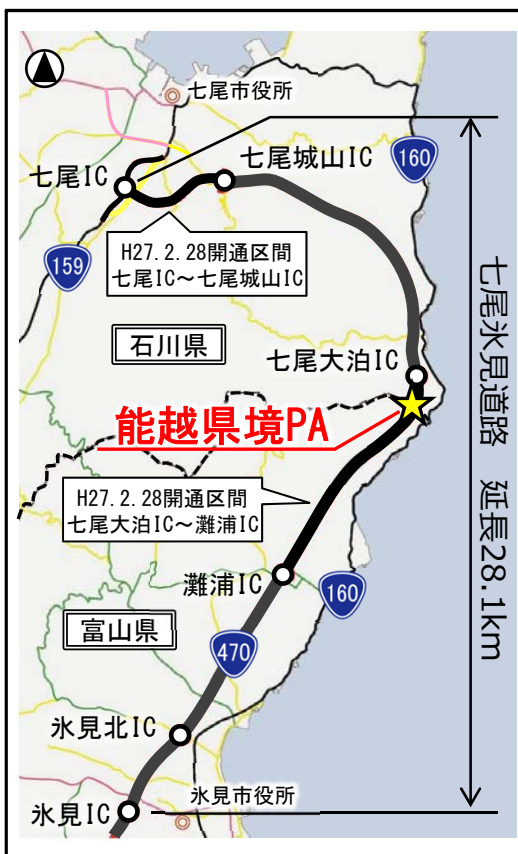 七尾市役所
七尾城山IC
160
七尾IC
H27.2.28開通区間
七尾IC～七尾城山IC
159
石川県
七尾大泊IC
能越県境PA
H27.2.28開通区間
七尾大泊IC～灘浦IC
灘浦IC
160
富山県
470
氷見北IC
氷見市役所
氷見IC
七尾氷見道路　延長28.1km